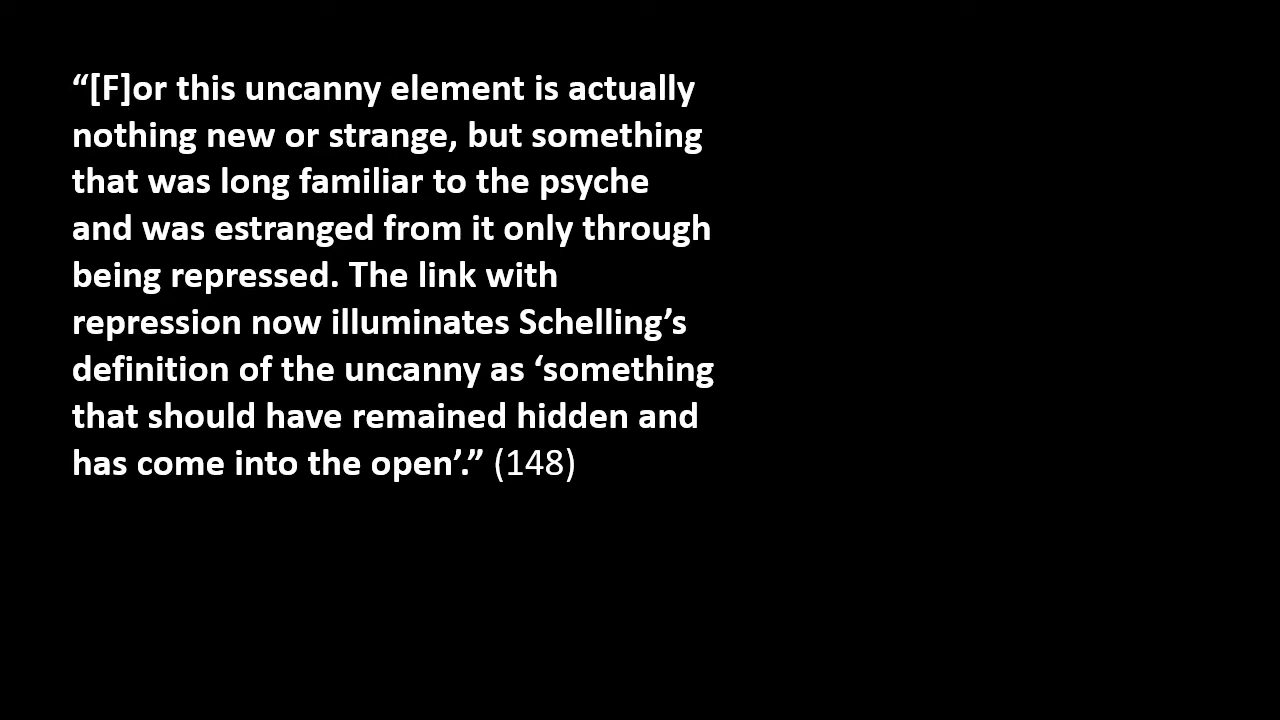 “[F]or this uncanny element is actually
nothing new or strange, but something
that was long familiar to the psyche
and was estranged from it only through
being repressed. The link with
repression now illuminates Schelling’s
definition of the uncanny as ‘something
that should have remained hidden and
has come into the open’.” (148)